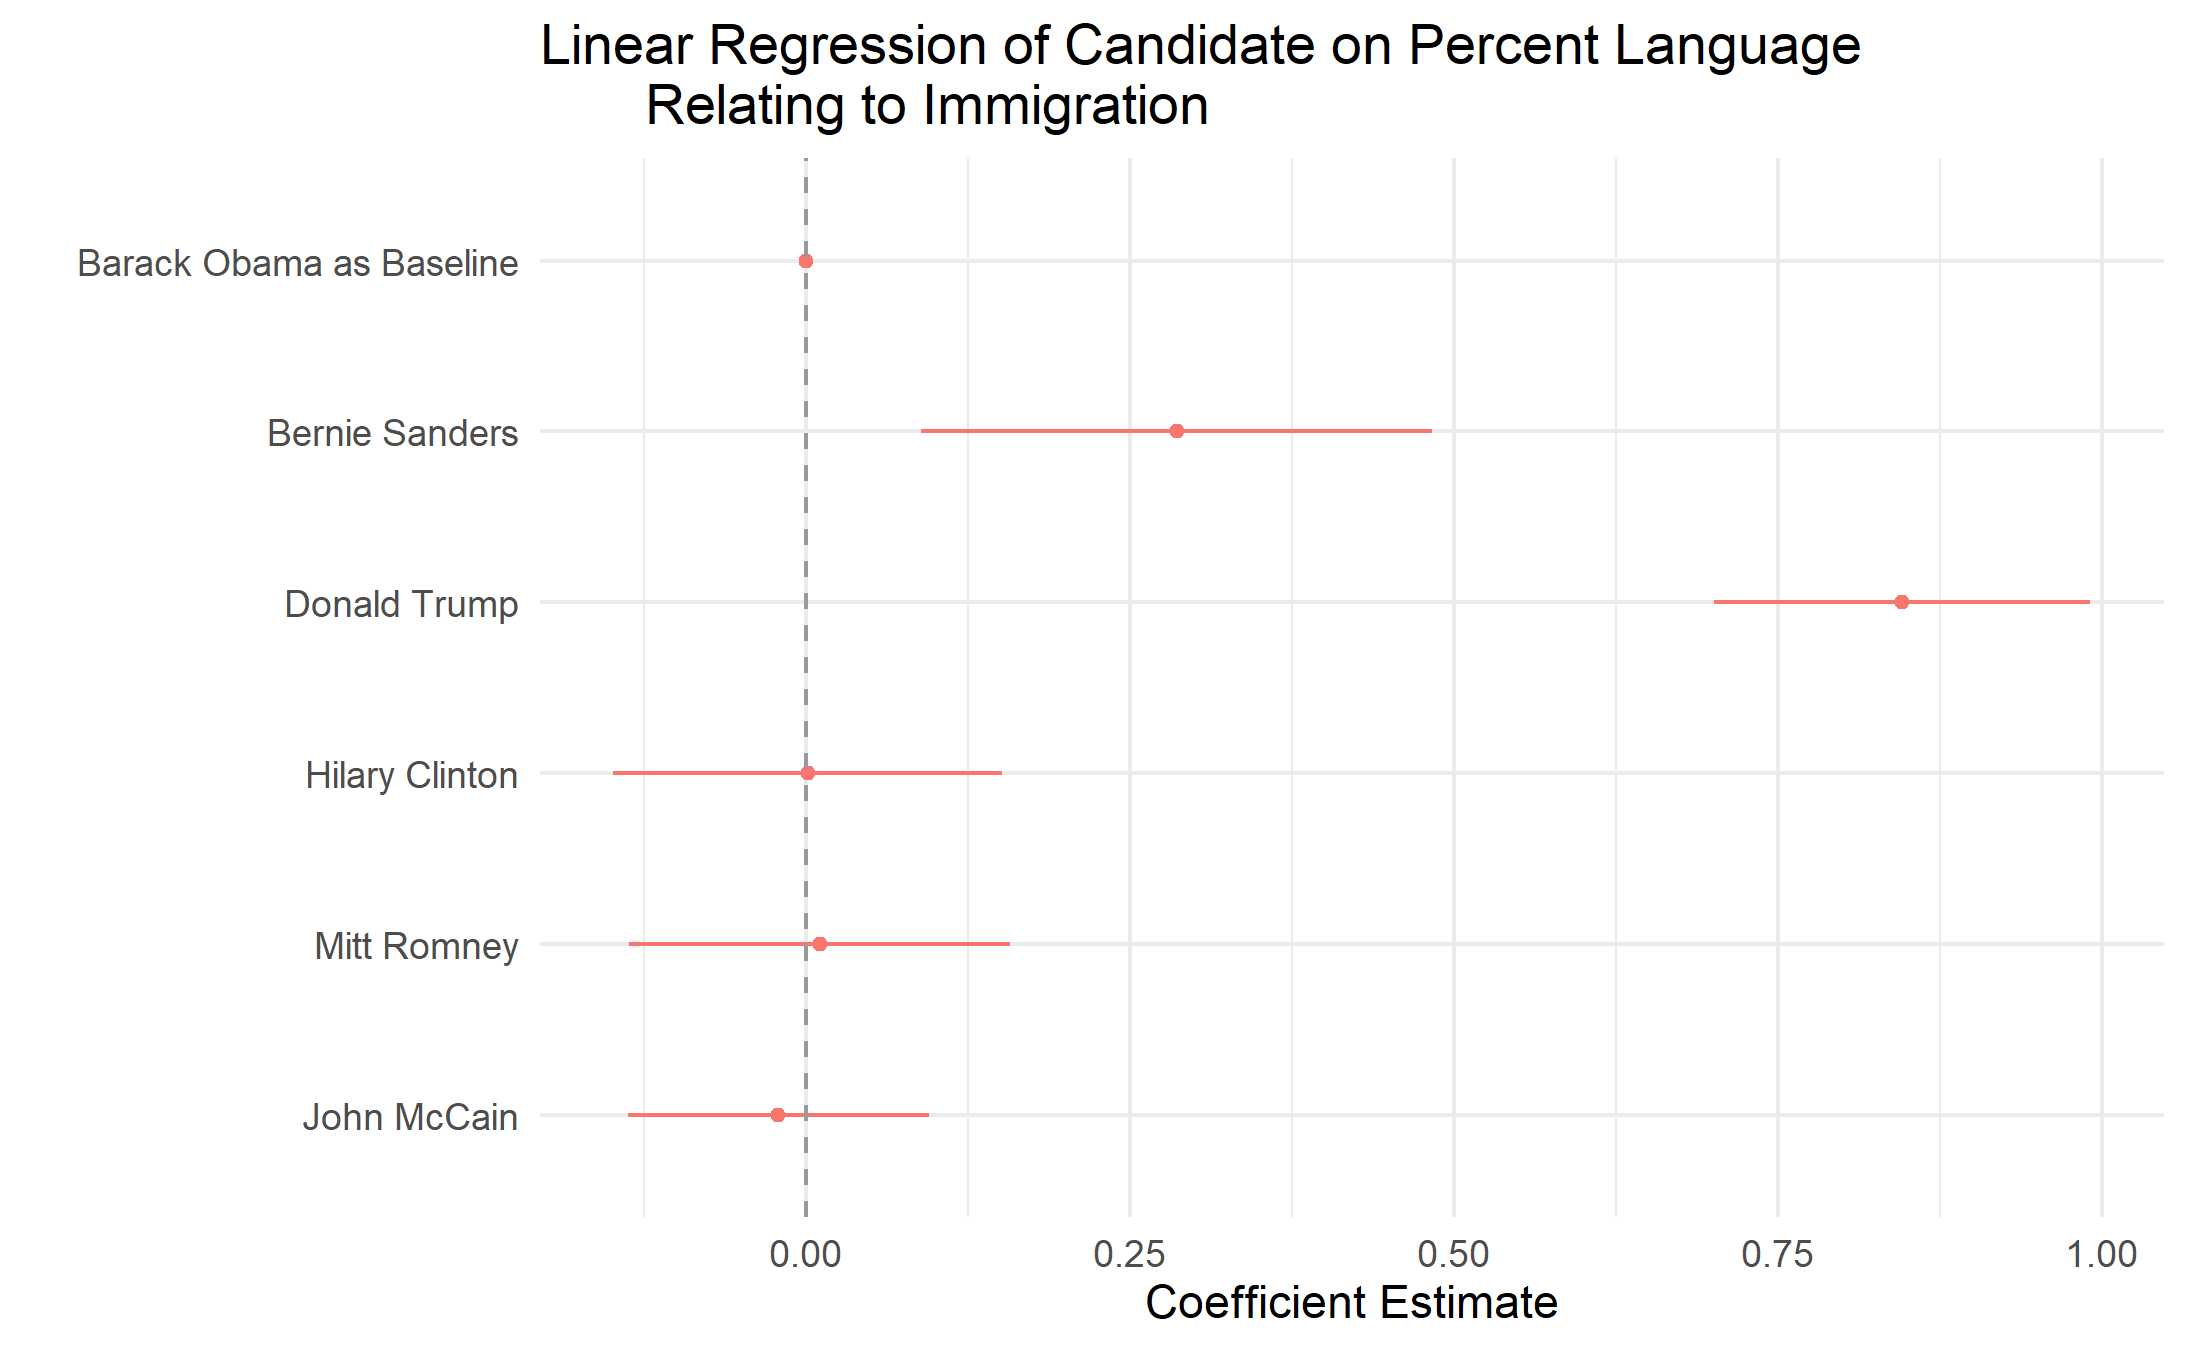 Linear Regression of Candidate on Percent Language
Relating to Immigration
Barack Obama as Baseline
Bernie Sanders
Donald Trump
Hilary Clinton
Mitt Romney
John McCain
0.00 0.25 0.50 0.75 1.00
Coefficient Estimate